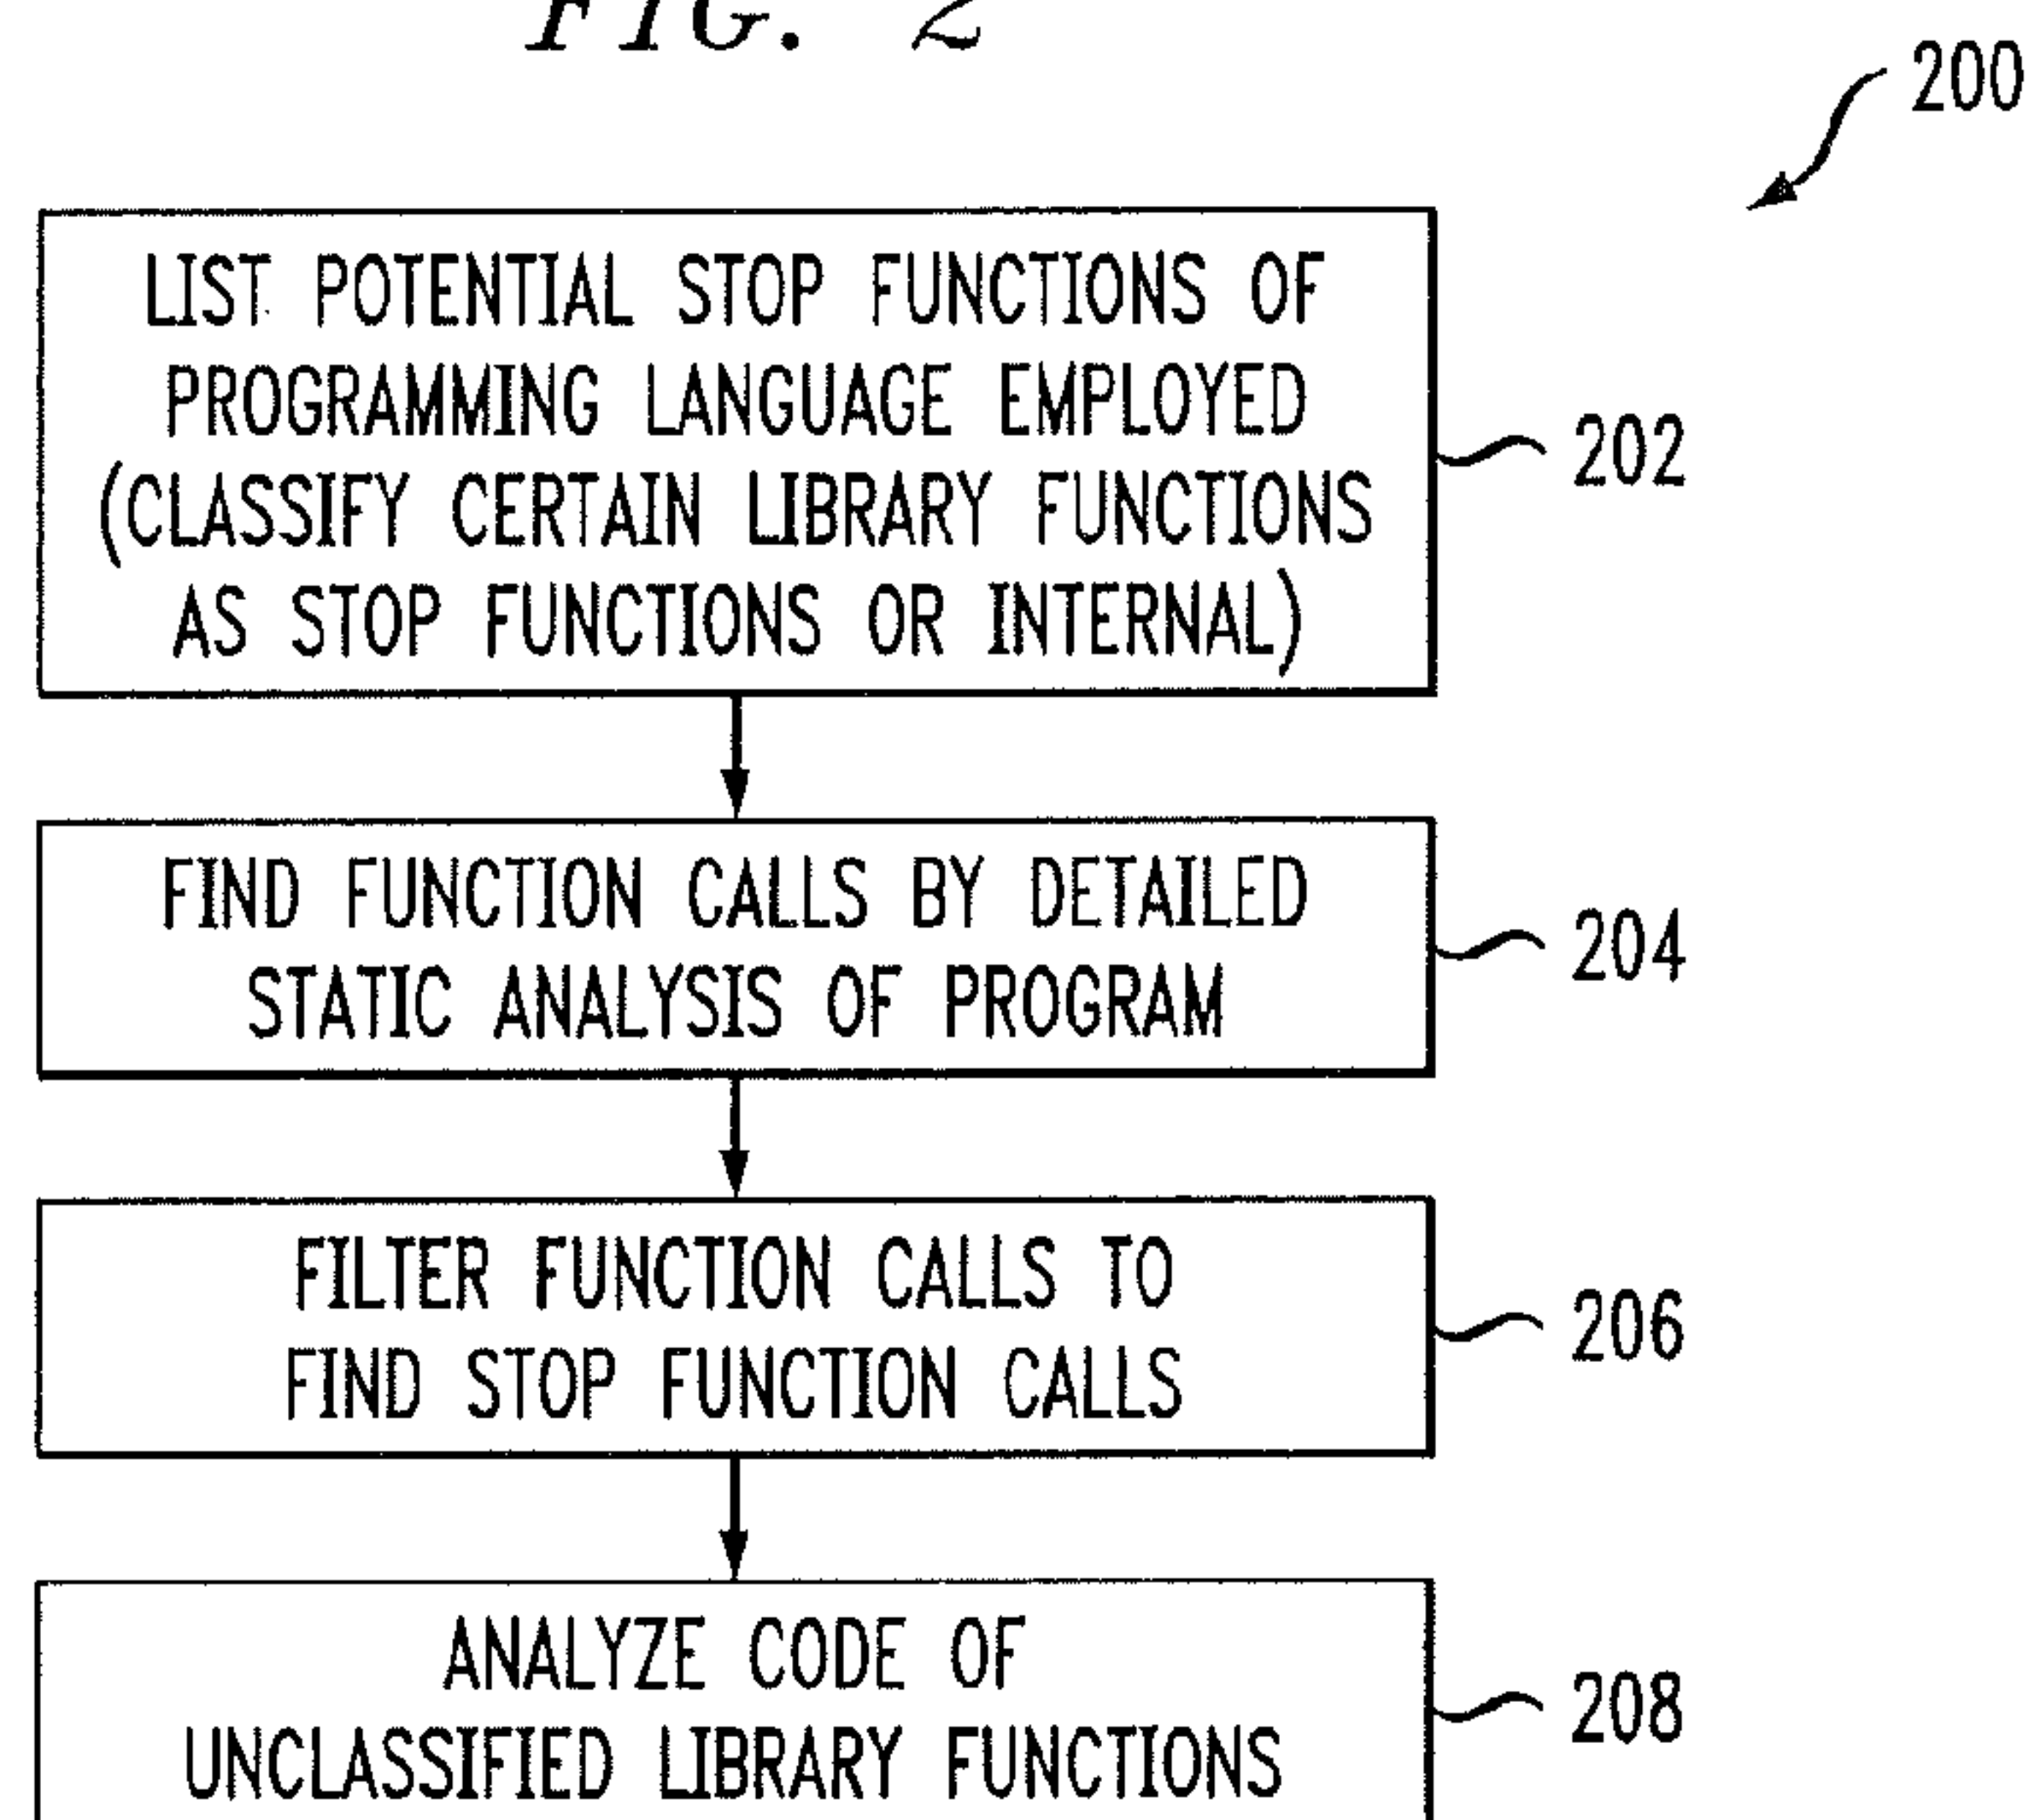 FIG. 2
200
LIST POTENTIAL STOP FUNCTIONS OF
PROGRAMMING LANGUAGE EMPLOYED
(CLASSIFY CERTAIN LIBRARY FUNCTIONS
AS STOP FUNCTIONS OR INTERNAL)
202
FIND FUNCTION CALLS BY DETAILED
STATIC ANALYSIS OF PROGRAM
204
FILTER FUNCTION CALLS TO
FIND STOP FUNCTION CALLS
206
ANALYZE CODE OF
UNCLASSIFIED LIBRARY FUNCTIONS
208